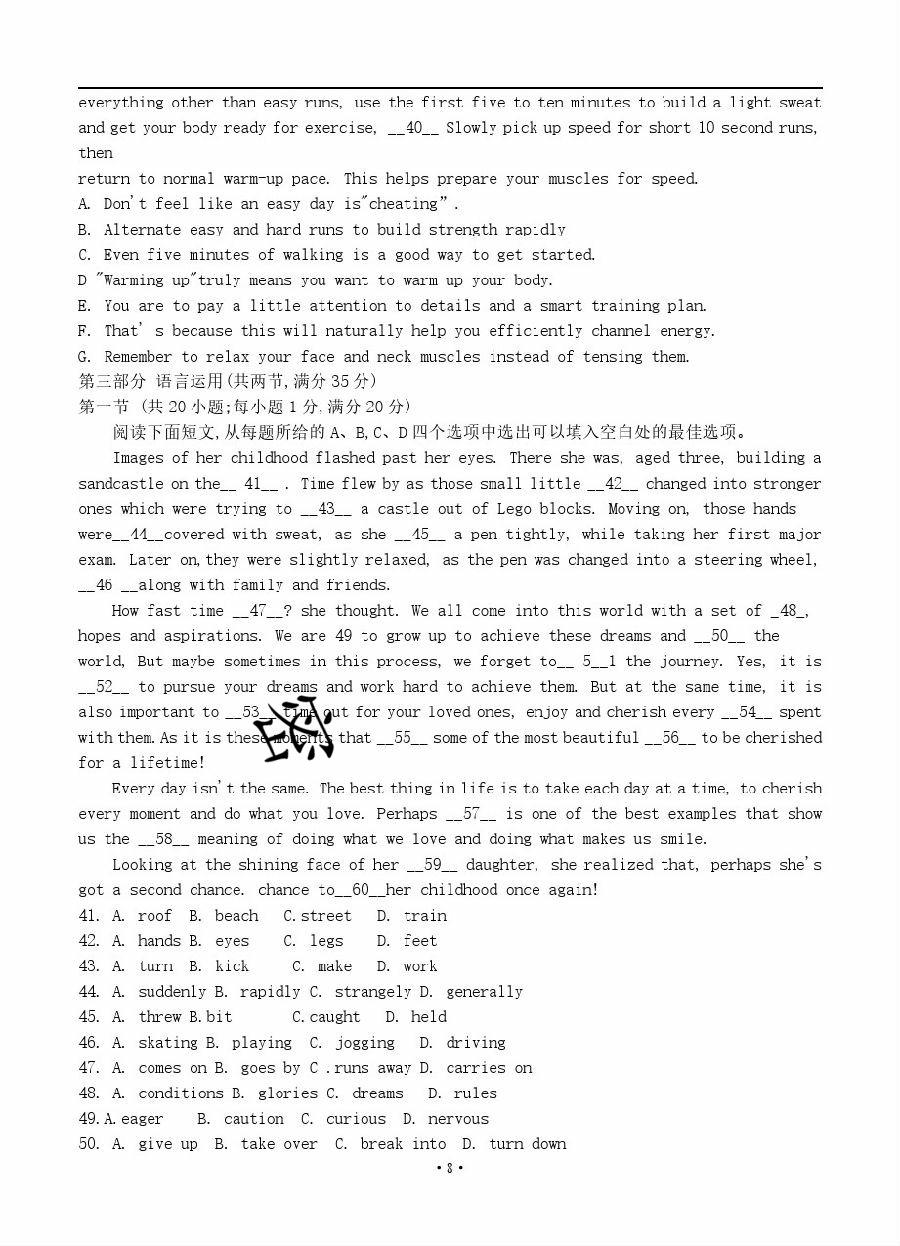 everything other than easy runs, use the first five to ten minutes to build a light sweat
and get your body ready for exercise, __40__ Slowly pick up speed for short 10 second runs,
then
return to normal warm-up pace. This helps prepare your muscles for speed.
A. Don't feel like an easy day is"cheating”.
B. Alternate easy and hard runs to build strength rapidly
C. Even five minutes of walking is a good way to get started.
D "Warming up"truly means you want to warm up your body.
E. You are to pay a little attention to details and a smart training plan.
F. That's because this will naturally help you efficiently channel energy.
G. Remember to relax your face and neck muscles instead of tensing them.
第三部分 语言运用(共两节,满分35分)
第一节 (共20小题;每小题1分,满分20分)
阅读下面短文,从每题所给的A、B,C、D四个选项中选出可以填入空白处的最佳选项。
Images of her childhood flashed past her eyes. There she was, aged three, building a
sandcastle on the__ 41__ . Time flew by as those small little __42__ changed into stronger
ones which were trying to __43__ a castle out of Lego blocks. Moving on, those hands
were__44__covered with sweat, as she __45__ a pen tightly, while taking her first major
exam. Later on,they were slightly relaxed, as the pen was changed into a steering wheel,
__46 __along with family and friends.
How fast time __47__? she thought. We all come into this world with a set of _48_,
hopes and aspirations. We are 49 to grow up to achieve these dreams and __50__ the
world, But maybe sometimes in this process, we forget to__ 5__1 the journey. Yes, it is
__52__ to pursue your dreams and work hard to achieve them. But at the same time, it is
also important to __53__ time out for your loved ones, enjoy and cherish every __54__ spent
with them.As it is these moments that __55__ some of the most beautiful __56__ to be cherished
for a lifetime!
Every day isn't the same. The best thing in life is to take each day at a time, to cherish
every moment and do what you love. Perhaps __57__ is one of the best examples that show
us the __58__ meaning of doing what we love and doing what makes us smile.
Looking at the shining face of her __59__ daughter, she realized that, perhaps she's
got a second chance. chance to__60__her childhood once again!
41. A. roof B. beach C.street D. train
42. A. hands B. eyes C. legs D. feet
43. A. turn B. kick C. make D. work
44. A. suddenly B. rapidly C. strangely D. generally
45. A. threw B.bit C.caught D. held
46. A. skating B. playing C. jogging D. driving
47. A. comes on B. goes by C .runs away D. carries on
48. A. conditions B. glories C. dreams D. rules
49.A.eager B. caution C. curious D. nervous
50. A. give up B. take over C. break into D. turn down
·8·